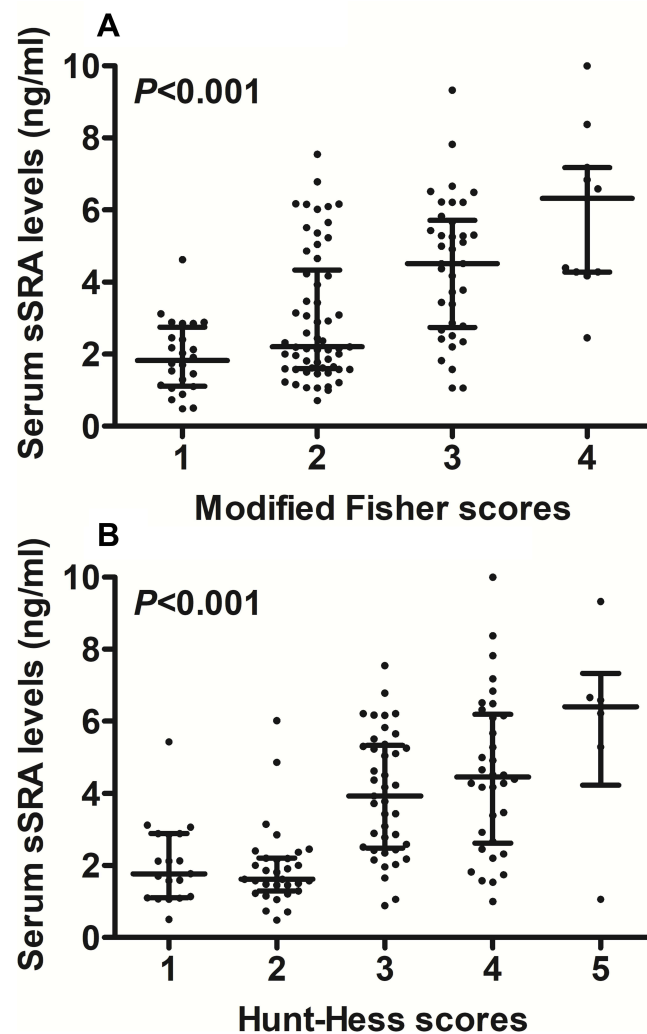 A
Serum sSRA levels (ng/ml)
P<0.001
10
8
6
4
2
0
1 2 3 4
Modified Fisher scores
B
Serum sSRA levels (ng/ml)
P<0.001
10
8
6
4
2
0
1 2 3 4 5
Hunt-Hess scores